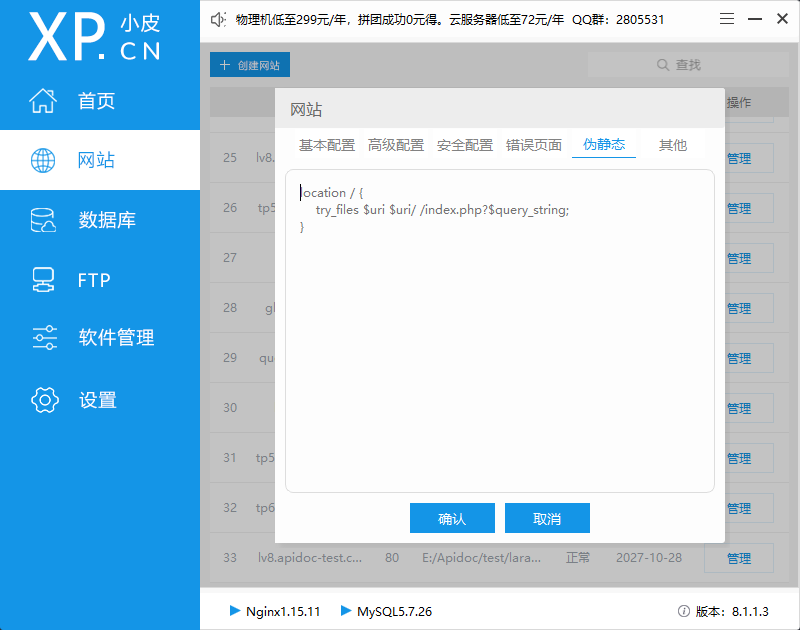 XP.CN 小皮
物理机低至299元/年，拼团成功0元得。云服务器低至72元/年 QQ群：2805531
首页
网站
数据库
FTP
软件管理
设置
创建网站
查找
操作
网站
基本配置 高级配置 安全配置 错误页面 伪静态 其他
location / {
try_files $uri $uri/ /index.php?$query_string;
}
确认 取消
25 lv8. 管理
26 tp5 管理
27 管理
28 gl 管理
29 qu 管理
30 管理
31 tp5 管理
32 tp6 管理
33 lv8.apidoc-test.c... 80 E:/Apidoc/test/lara... 正常 2027-10-28 管理
Nginx1.15.11 MySQL5.7.26
版本：8.1.1.3